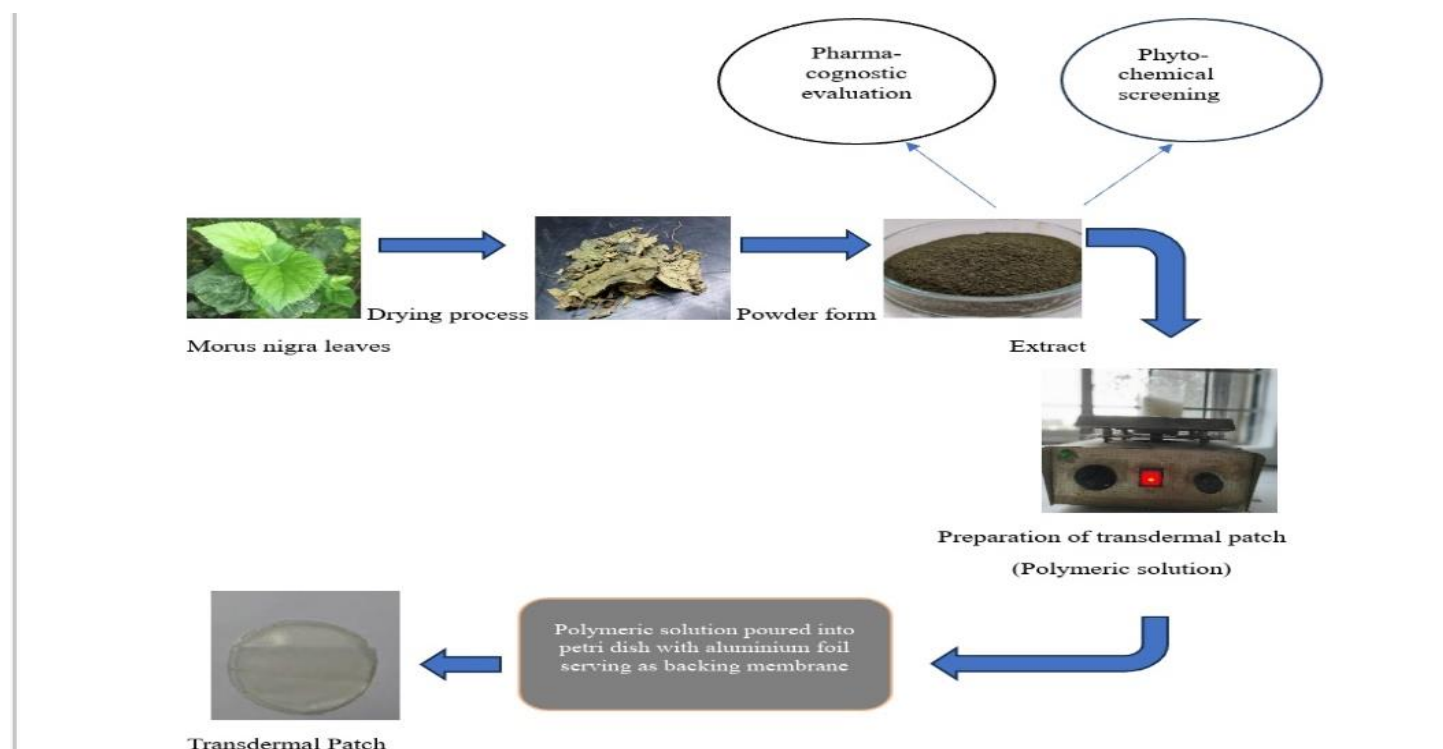 Pharma-
cognostic
evaluation
Phyto-
chemical
screening
Drying process
Powder form
Morus nigra leaves
Extract
Preparation of transdermal patch
(Polymeric solution)
Polymeric solution poured into
petri dish with aluminium foil
serving as backing membrane
Transdermal Patch